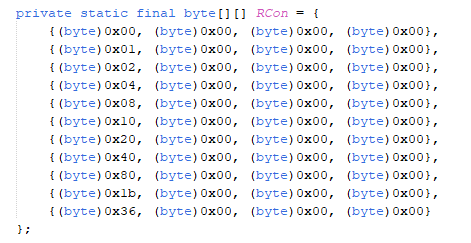 private static final byte[][] RCon = {
{(byte)0x00, (byte)0x00, (byte)0x00, (byte)0x00},
{(byte)0x01, (byte)0x00, (byte)0x00, (byte)0x00},
{(byte)0x02, (byte)0x00, (byte)0x00, (byte)0x00},
{(byte)0x04, (byte)0x00, (byte)0x00, (byte)0x00},
{(byte)0x08, (byte)0x00, (byte)0x00, (byte)0x00},
{(byte)0x10, (byte)0x00, (byte)0x00, (byte)0x00},
{(byte)0x20, (byte)0x00, (byte)0x00, (byte)0x00},
{(byte)0x40, (byte)0x00, (byte)0x00, (byte)0x00},
{(byte)0x80, (byte)0x00, (byte)0x00, (byte)0x00},
{(byte)0x1b, (byte)0x00, (byte)0x00, (byte)0x00},
{(byte)0x36, (byte)0x00, (byte)0x00, (byte)0x00}
};